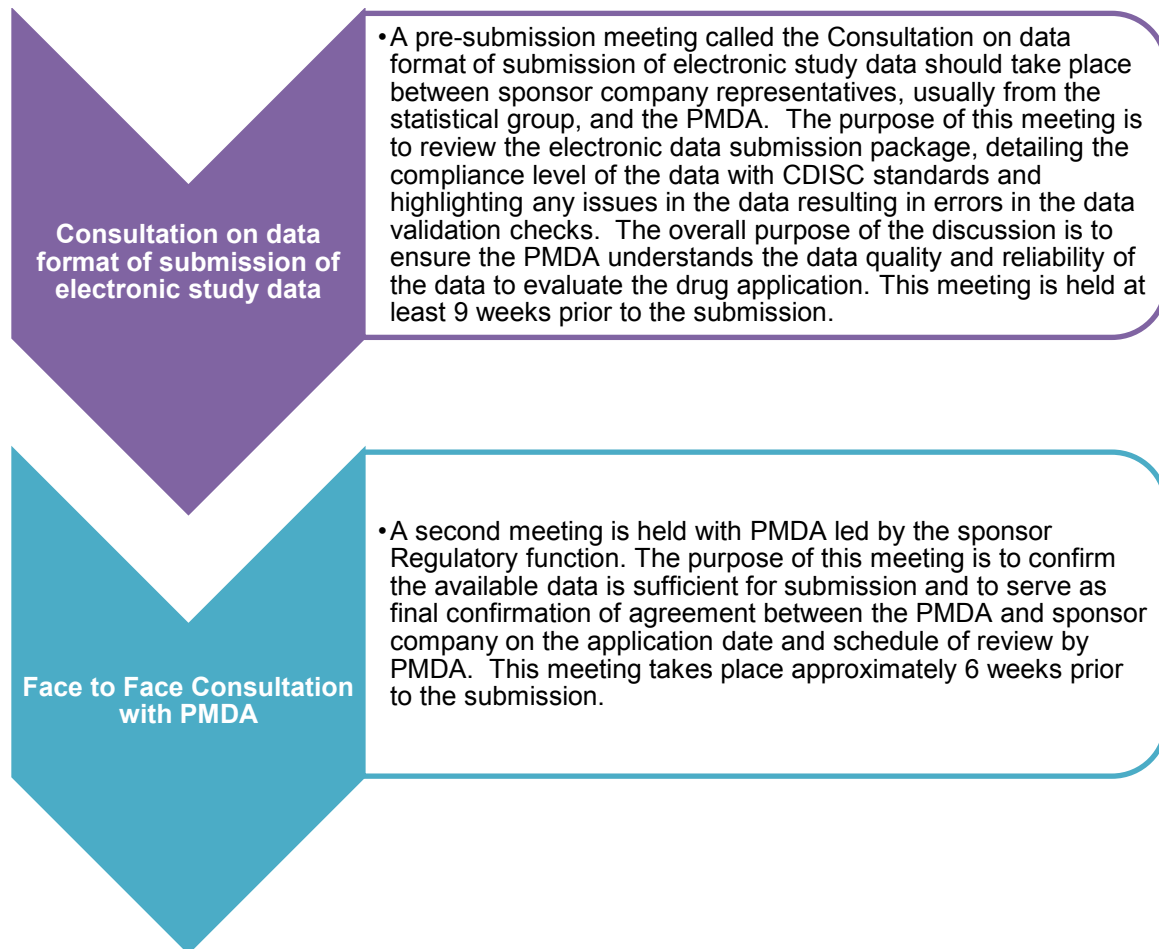 Consultation on data
format of submission of
electronic study data
•A pre-submission meeting called the Consultation on data
format of submission of electronic study data should take place
between sponsor company representatives, usually from the
statistical group, and the PMDA.  The purpose of this meeting is
to review the electronic data submission package, detailing the
compliance level of the data with CDISC standards and
highlighting any issues in the data resulting in errors in the data
validation checks.  The overall purpose of the discussion is to
ensure the PMDA understands the data quality and reliability of
the data to evaluate the drug application. This meeting is held at
least 9 weeks prior to the submission.
Face to Face Consultation
with PMDA
•A second meeting is held with PMDA led by the sponsor
Regulatory function. The purpose of this meeting is to confirm
the available data is sufficient for submission and to serve as
final confirmation of agreement between the PMDA and sponsor
company on the application date and schedule of review by
PMDA.  This meeting takes place approximately 6 weeks prior
to the submission.